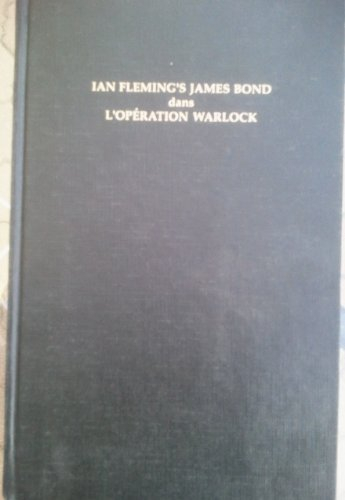 IAN FLEMING'S JAMES BOND
dans
L'OPÉRATION WARLOCK